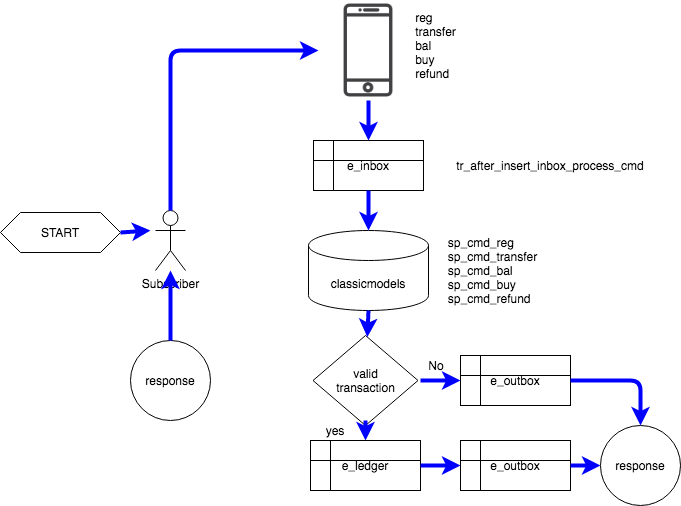 reg
transfer
bal
buy
refund
e_inbox
tr_after_insert_inbox_process_cmd
START
Subscriber
classicmodels
sp_cmd_reg
sp_cmd_transfer
sp_cmd_bal
sp_cmd_buy
sp_cmd_refund
response
valid
transaction
No
e_outbox
yes
e_ledger
e_outbox
response